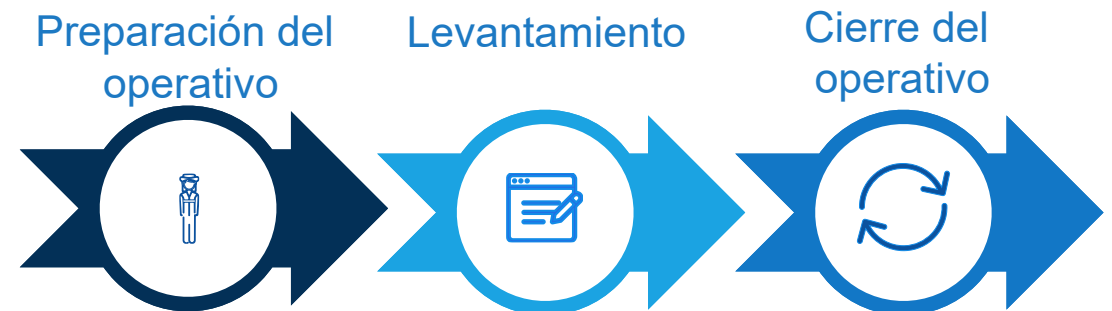 Preparación del
operativo
Levantamiento
Cierre del
operativo